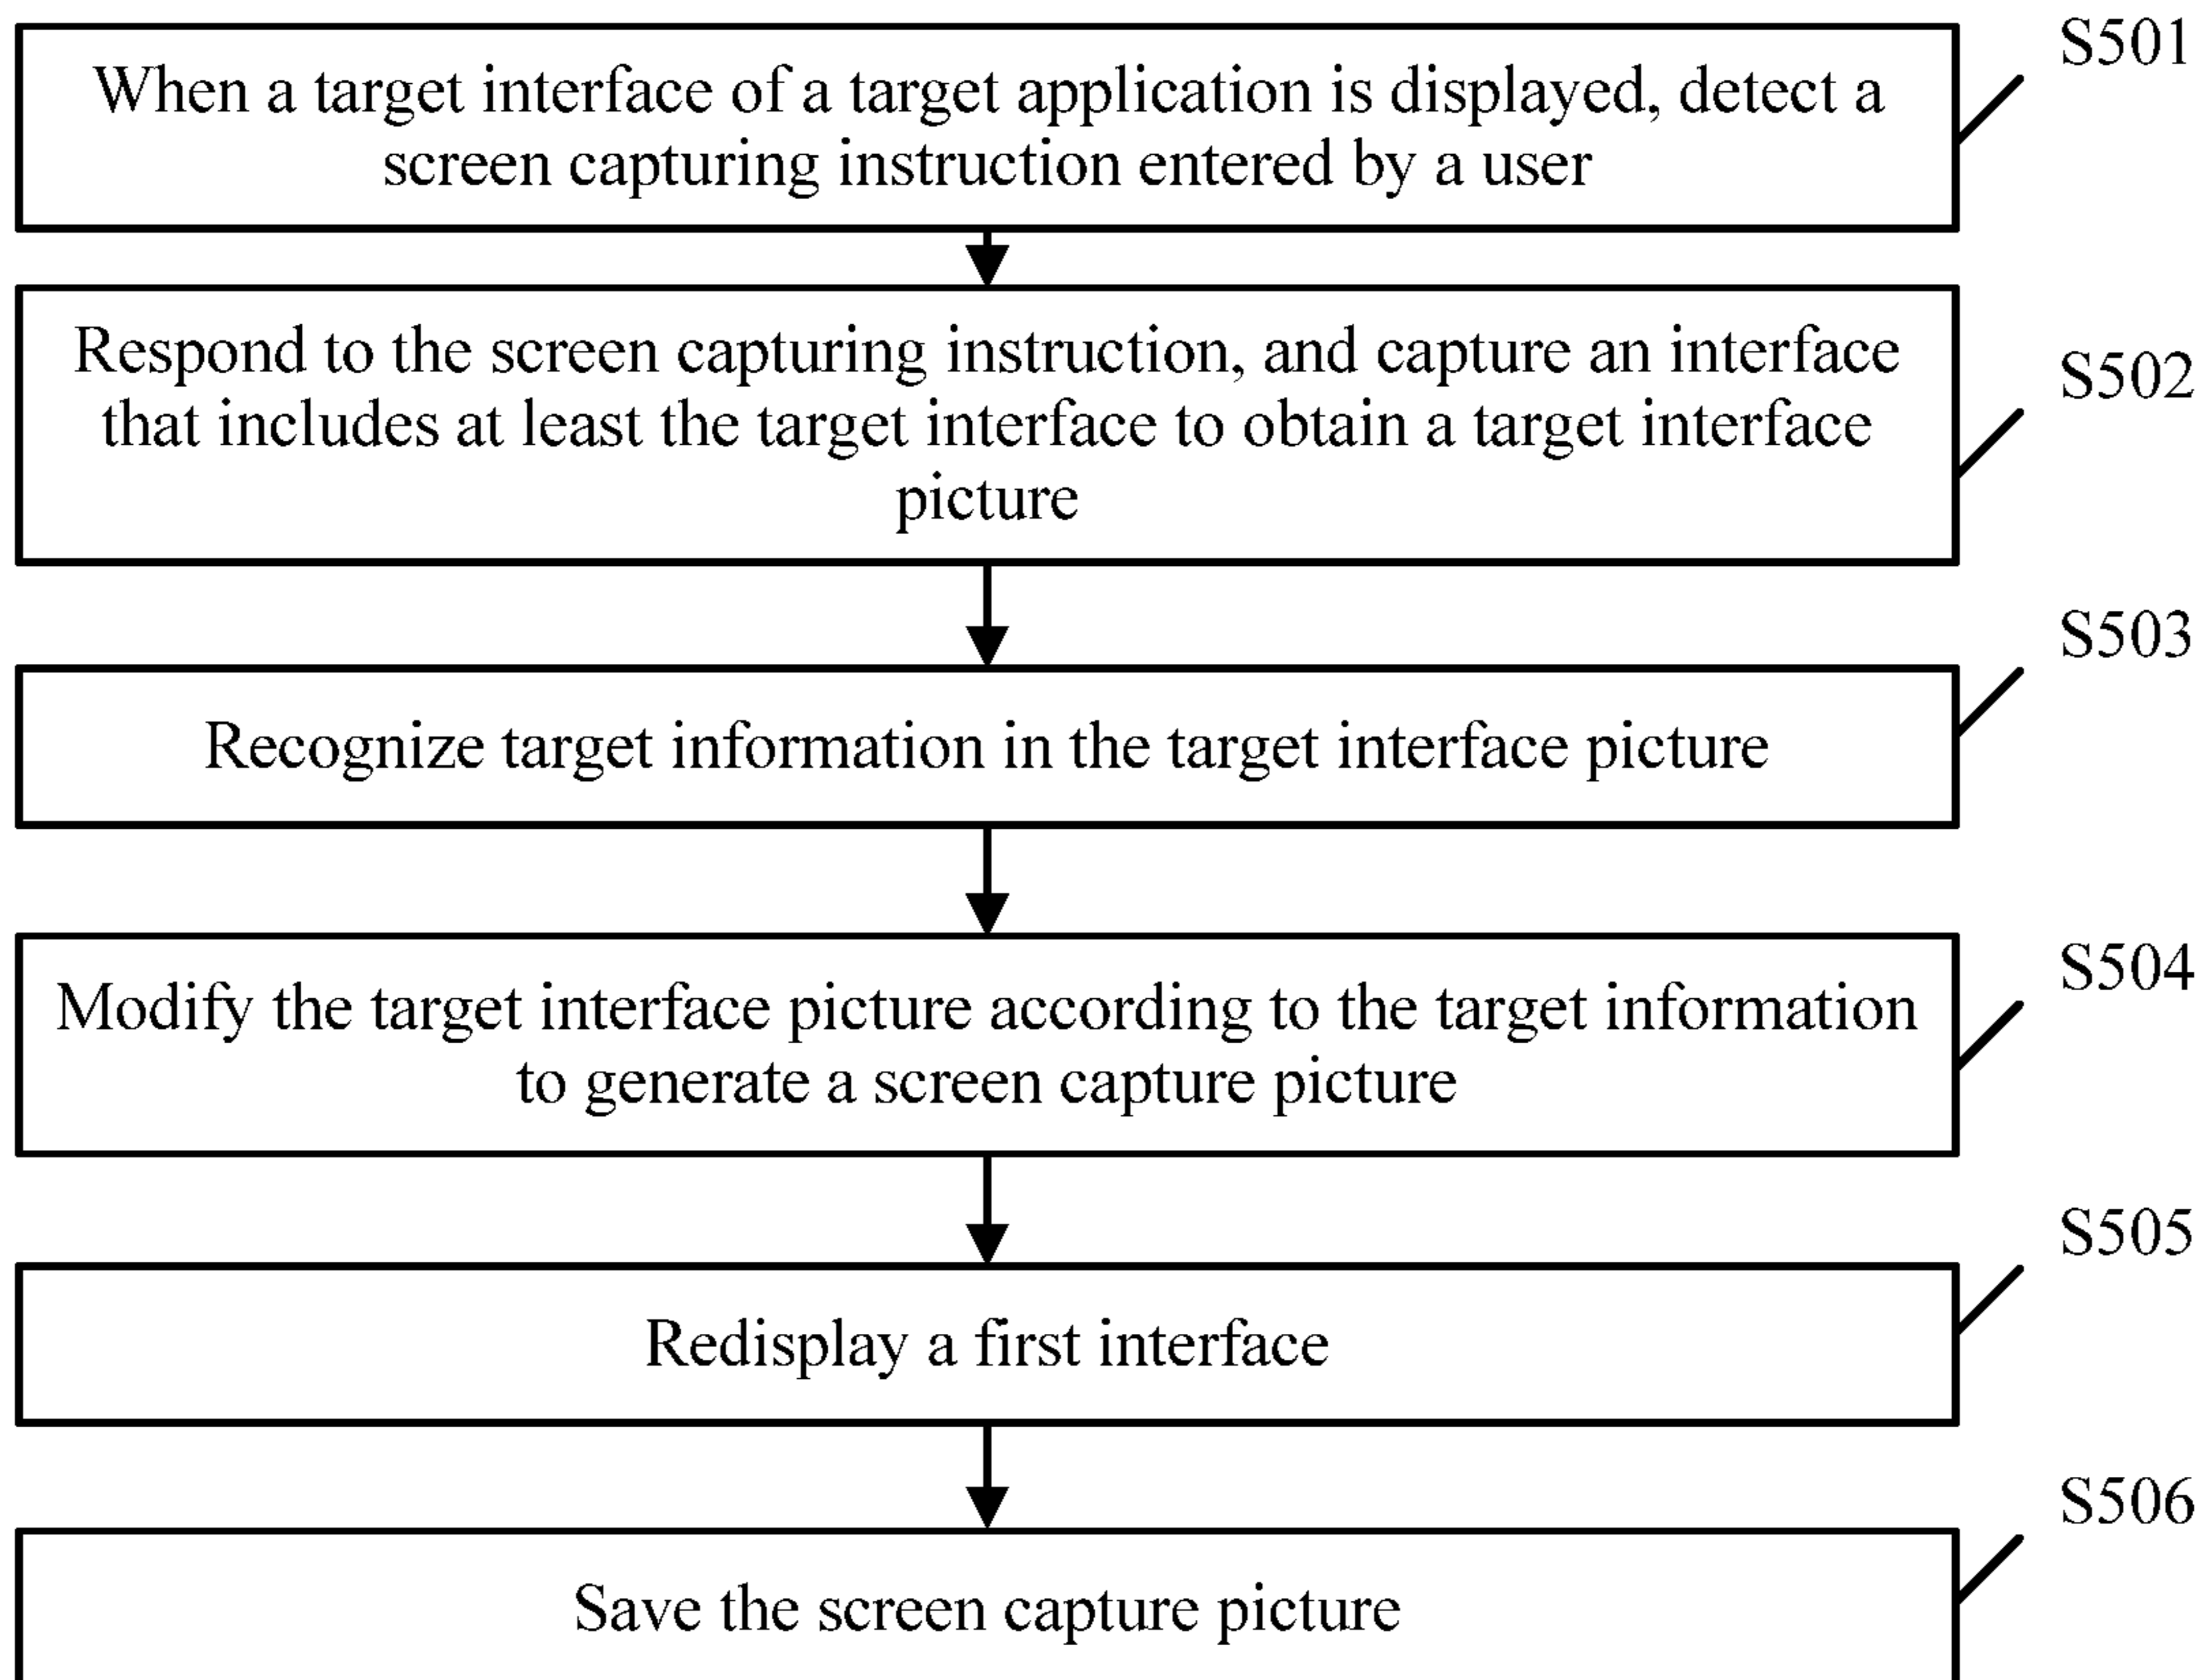 S501
When a target interface of a target application is displayed, detect a
screen capturing instruction entered by a user
S502
Respond to the screen capturing instruction, and capture an interface
that includes at least the target interface to obtain a target interface
picture
S503
Recognize target information in the target interface picture
S504
Modify the target interface picture according to the target information
to generate a screen capture picture
S505
Redisplay a first interface
S506
Save the screen capture picture